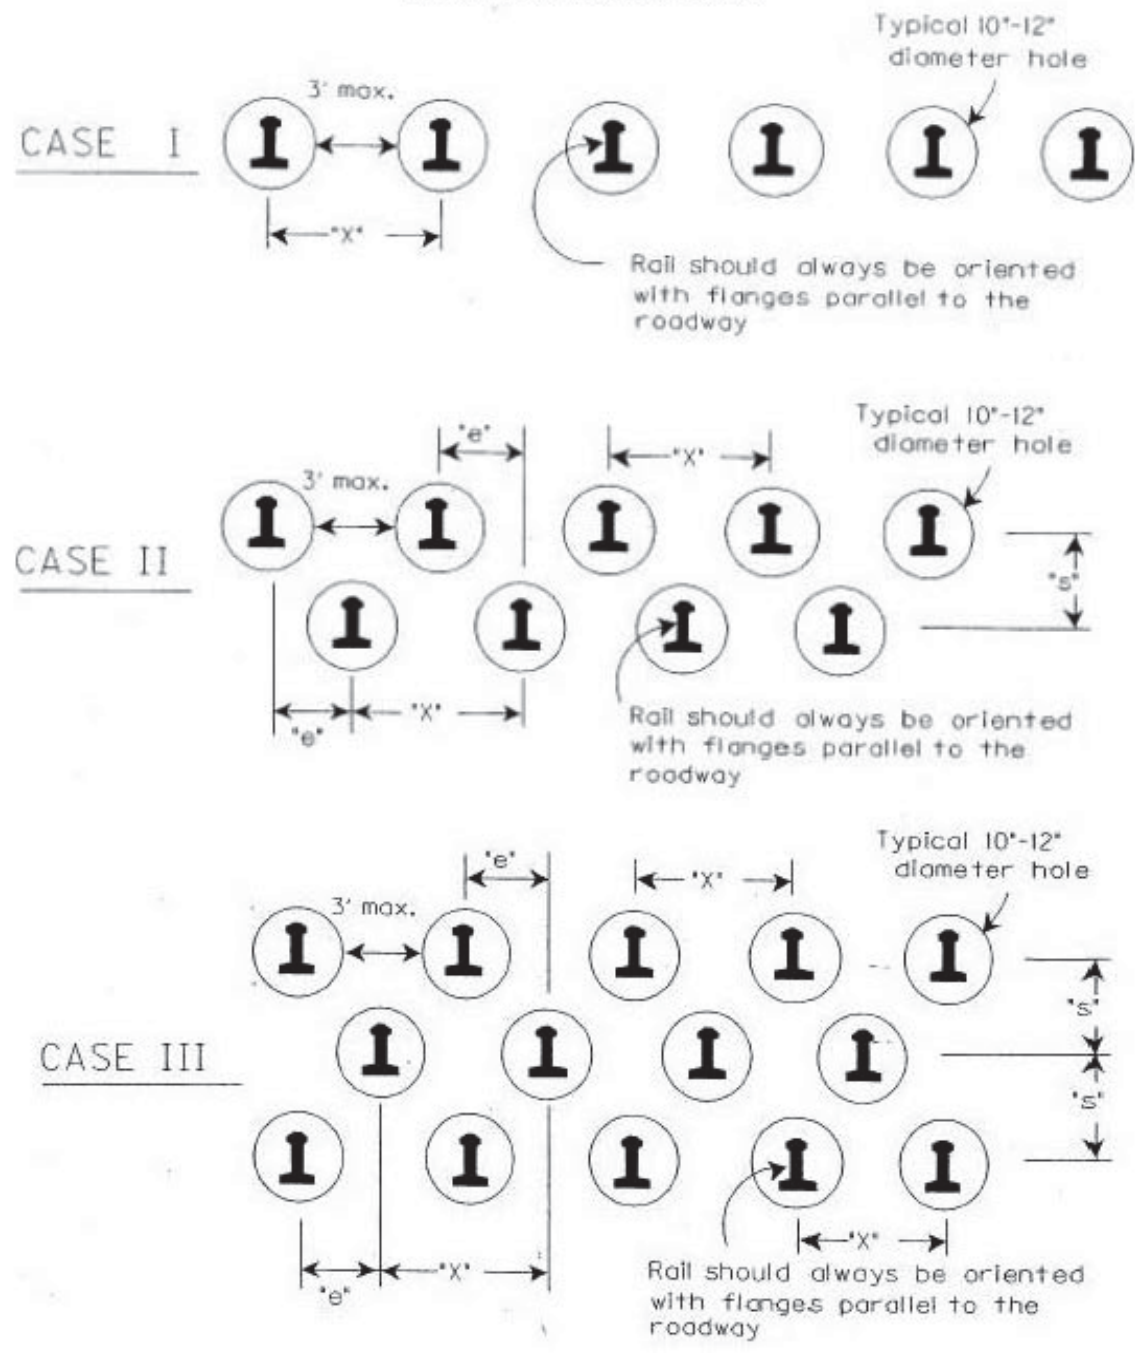 Typical 10"-12"
diameter hole
3' max.
CASE I
"X"
Rail should always be oriented
with flanges parallel to the
roadway
Typical 10"-12"
diameter hole
"e"
"X"
3' max.
CASE II
"s"
"e"
"X"
Rail should always be oriented
with flanges parallel to the
roadway
Typical 10"-12"
diameter hole
"e"
"X"
3' max.
"s"
CASE III
"s"
"X"
"e"
"X"
Rail should always be oriented
with flanges parallel to the
roadway